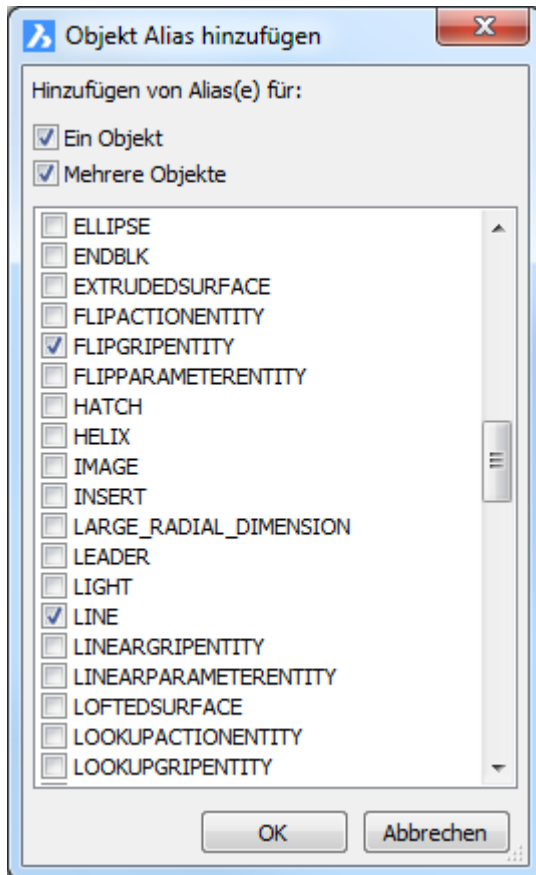 Objekt Alias hinzufügen
Hinzufügen von Alias(e) für:
Ein Objekt
Mehrere Objekte
ELLIPSE
ENDBLK
EXTRUDEDSURFACE
FLIPACTIONENTITY
FLIPGRIPENTITY
FLIPPARAMETERENTITY
HATCH
HELIX
IMAGE
INSERT
LARGE_RADIAL_DIMENSION
LEADER
LIGHT
LINE
LINEARGRIPENTITY
LINEARPARAMETERENTITY
LOFTEDSURFACE
LOOKUPACTIONENTITY
LOOKUPGRIPENTITY
OK Abbrechen